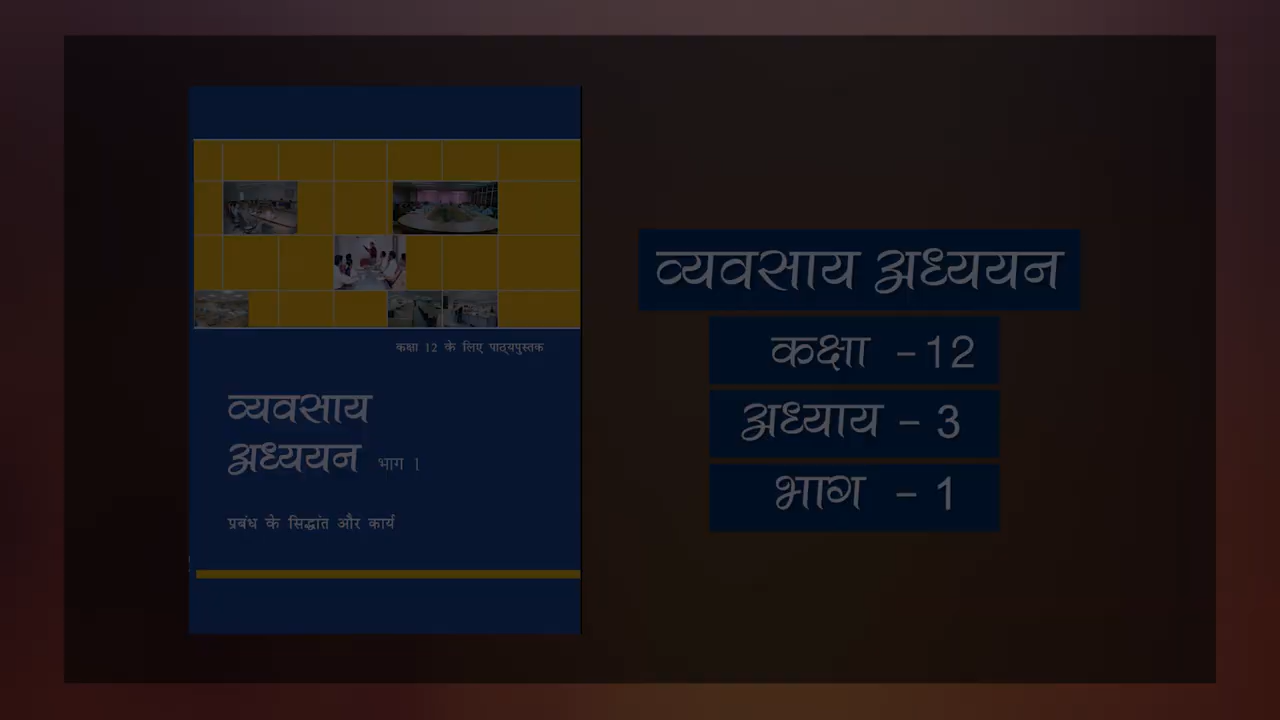 कक्षा 12 के लिए पाठ्यपुस्तक
व्यवसाय
अध्ययन भाग 1
प्रबंध के सिद्धांत और कार्य
व्यवसाय अध्ययन
कक्षा - 12
अध्याय - 3
भाग - 1